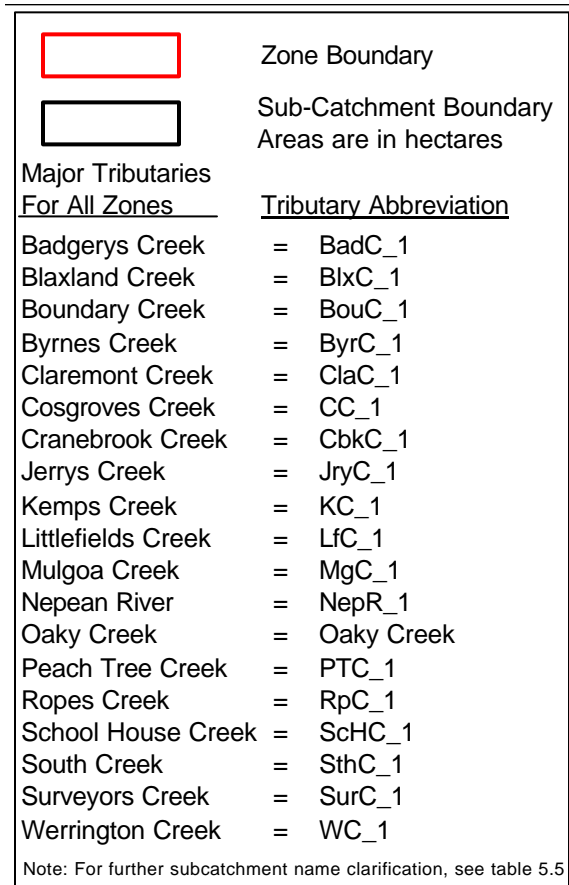 Zone Boundary
Sub-Catchment Boundary
Areas are in hectares
Major Tributaries
For All Zones Tributary Abbreviation
Badgerys Creek = BadC_1
Blaxland Creek = BlxC_1
Boundary Creek = BouC_1
Byrnes Creek = ByrC_1
Claremont Creek = ClaC_1
Cosgroves Creek = CC_1
Cranebrook Creek = CbkC_1
Jerrys Creek = JryC_1
Kemps Creek = KC_1
Littlefields Creek = LfC_1
Mulgoa Creek = MgC_1
Nepean River = NepR_1
Oaky Creek = Oaky Creek
Peach Tree Creek = PTC_1
Ropes Creek = RpC_1
School House Creek = ScHC_1
South Creek = SthC_1
Surveyors Creek = SurC_1
Werrington Creek = WC_1
Note: For further subcatchment name clarification, see table 5.5